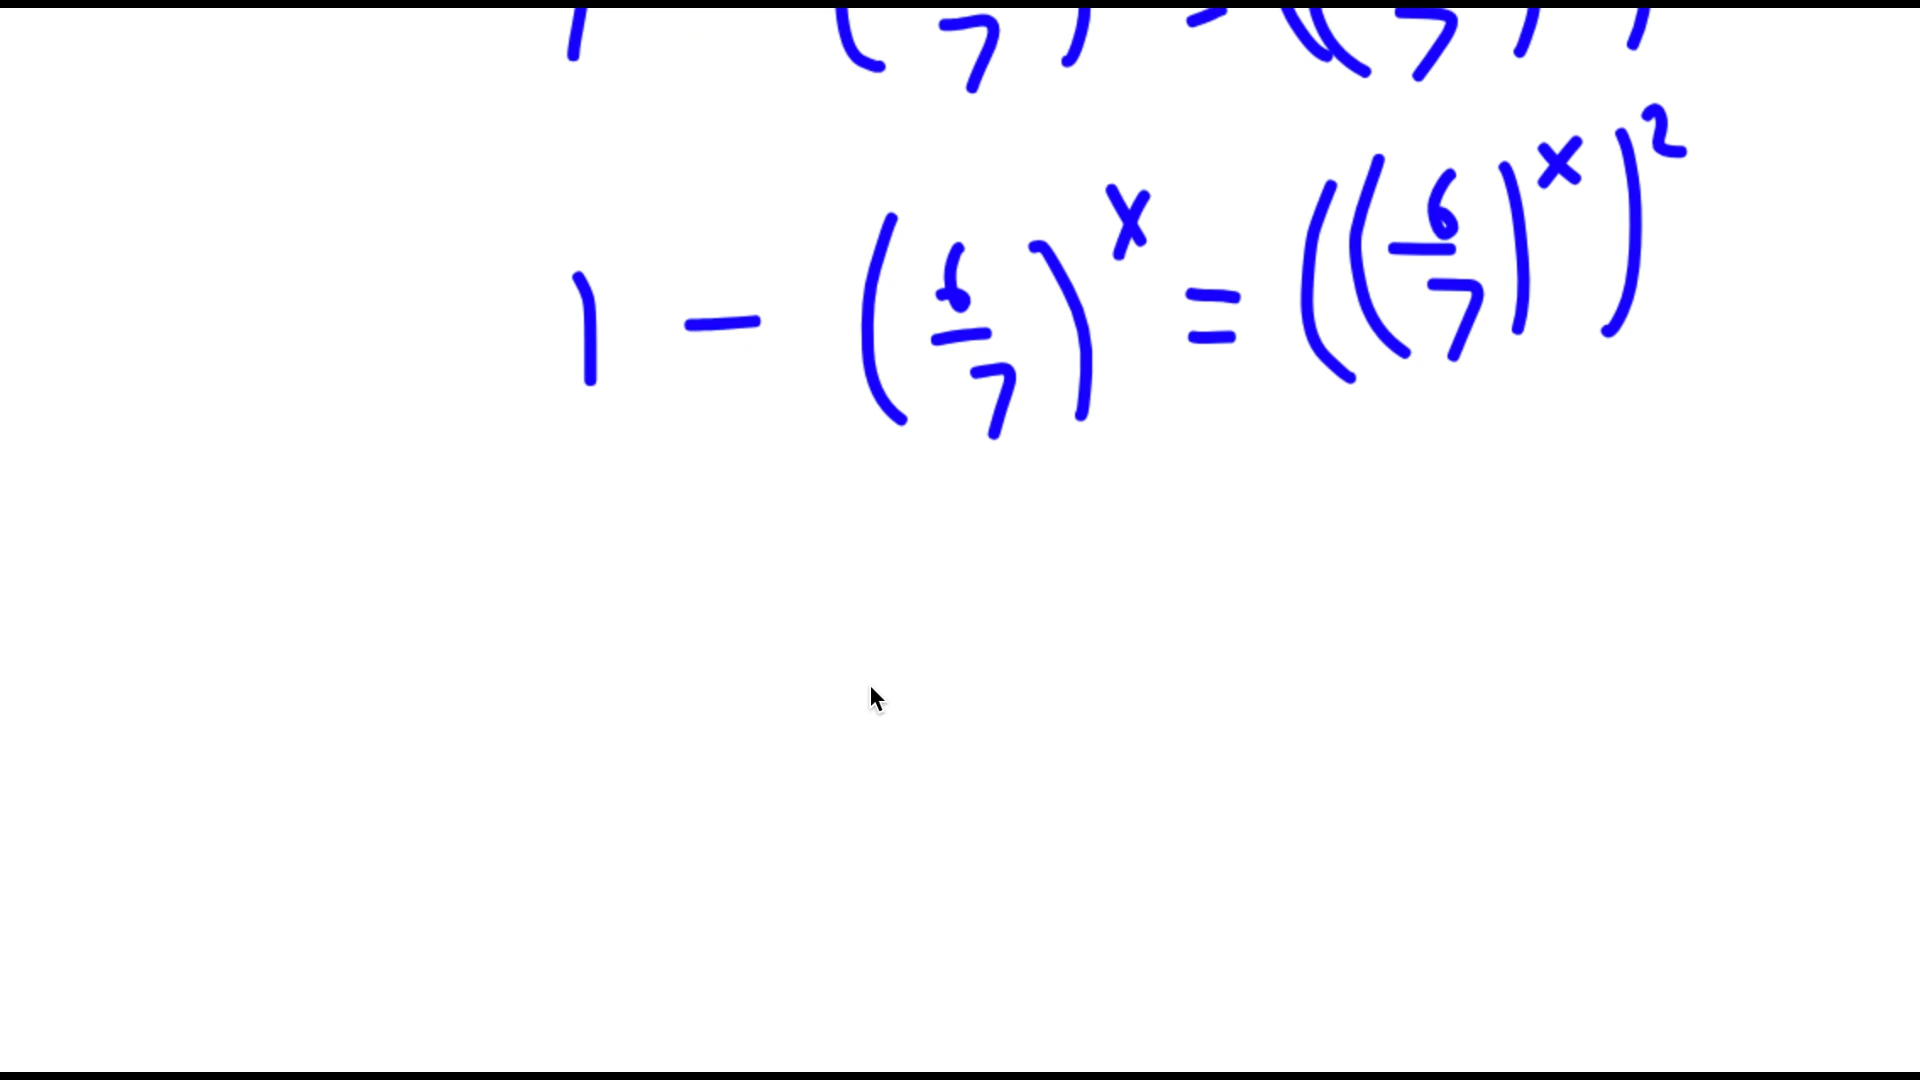 1 - (6/7)^x = ((6/7)^x)^2